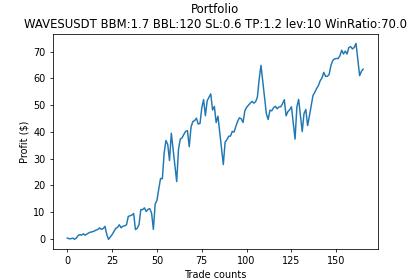 Portfolio
WAVESUSDT BBM:1.7 BBL:120 SL:0.6 TP:1.2 lev:10 WinRatio:70.0
Profit ($)
70
60
50
40
30
20
10
0
0 25 50 75 100 125 150
Trade counts